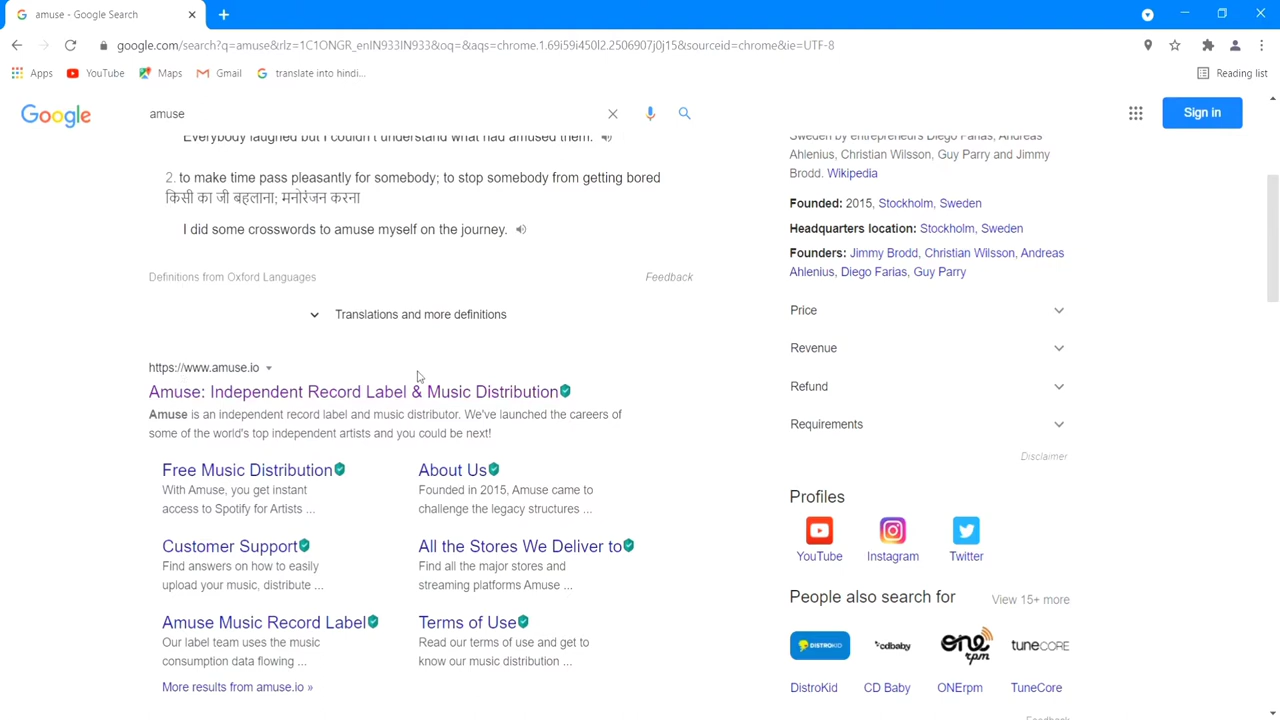 amuse - Google Search
google.com/search?q=amuse&rlz=1C1ONGR_enIN933IN933&oq=&aqs=chrome.1.69i59i450l2.2506907j0j15&sourceid=chrome&ie=UTF-8
Apps YouTube Maps Gmail translate into hindi... Reading list
Google amuse Sign in
Everybody laughed but I couldn't understand what had amused them.
2. to make time pass pleasantly for somebody; to stop somebody from getting bored
किसी का जी बहलाना; मनोरंजन करना
I did some crosswords to amuse myself on the journey.
Definitions from Oxford Languages Feedback
Translations and more definitions
https://www.amuse.io
Amuse: Independent Record Label & Music Distribution
Amuse is an independent record label and music distributor. We've launched the careers of
some of the world's top independent artists and you could be next!
Free Music Distribution
With Amuse, you get instant
access to Spotify for Artists ...
About Us
Founded in 2015, Amuse came to
challenge the legacy structures ...
Customer Support
Find answers on how to easily
upload your music, distribute ...
All the Stores We Deliver to
Find all the major stores and
streaming platforms Amuse ...
Amuse Music Record Label
Our label team uses the music
consumption data flowing ...
Terms of Use
Read our terms of use and get to
know our music distribution ...
More results from amuse.io »
Sweden by entrepreneurs Diego Farias, Andreas
Ahlenius, Christian Wilsson, Guy Parry and Jimmy
Brodd. Wikipedia
Founded: 2015, Stockholm, Sweden
Headquarters location: Stockholm, Sweden
Founders: Jimmy Brodd, Christian Wilsson, Andreas
Ahlenius, Diego Farias, Guy Parry
Price
Revenue
Refund
Requirements
Disclaimer
Profiles
YouTube Instagram Twitter
People also search for View 15+ more
DISTROKID cdbaby one rpm TUNECORE
DistroKid CD Baby ONErpm TuneCore
Feedback